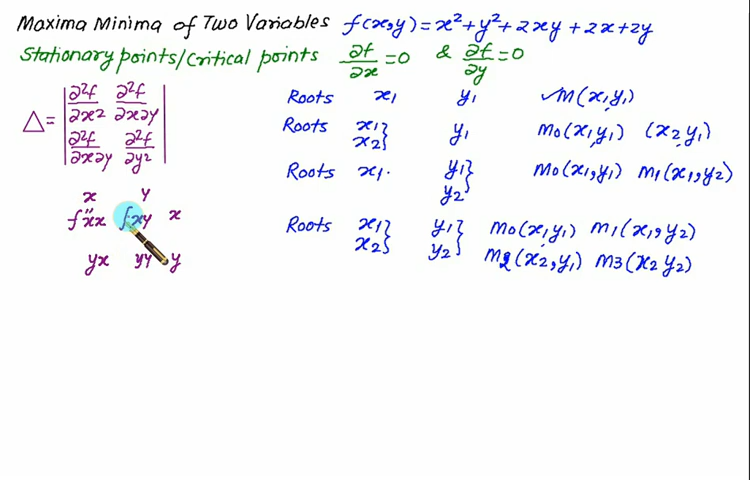 Maxima Minima of Two Variables f(x,y) = x² + y² + 2xy + 2x + 2y
Stationary points/Critical points ∂f/∂x = 0 & ∂f/∂y = 0
Δ = | ∂²f/∂x² ∂²f/∂x∂y |
| ∂²f/∂x∂y ∂²f/∂y² |
Roots x₁ y₁ ✓M(x₁,y₁)
Roots x₁} x₂} y₁ M₀(x₁,y₁) (x₂,y₁)
Roots x₁. y₁} y₂} M₀(x₁,y₁) M₁(x₁,y₂)
Roots x₁} x₂} y₁} y₂} M₀(x₁,y₁) M₁(x₁,y₂)
M₂(x₂,y₁) M₃(x₂ y₂)
x y
f"xx fxy x
yx yy y